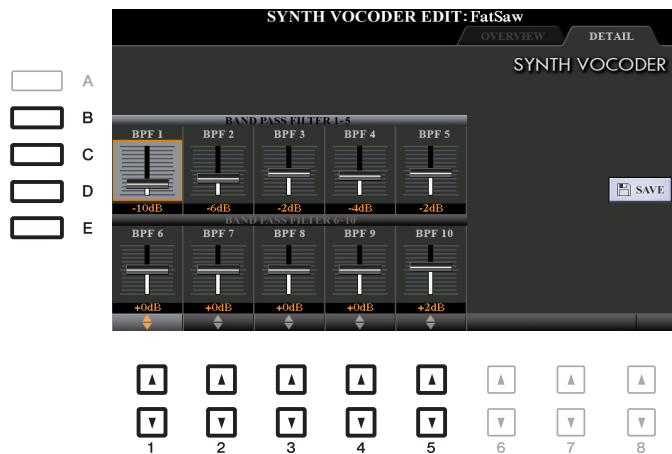 SYNTH VOCODER EDIT: FatSaw
OVERVIEW DETAIL
SYNTH VOCODER
A
B
C
D
E
BAND PASS FILTER 1-5
BPF 1 BPF 2 BPF 3 BPF 4 BPF 5
-10dB -6dB -2dB -4dB -2dB
SAVE
BAND PASS FILTER 6-10
BPF 6 BPF 7 BPF 8 BPF 9 BPF 10
+0dB +0dB +0dB +0dB +2dB
1 2 3 4 5 6 7 8